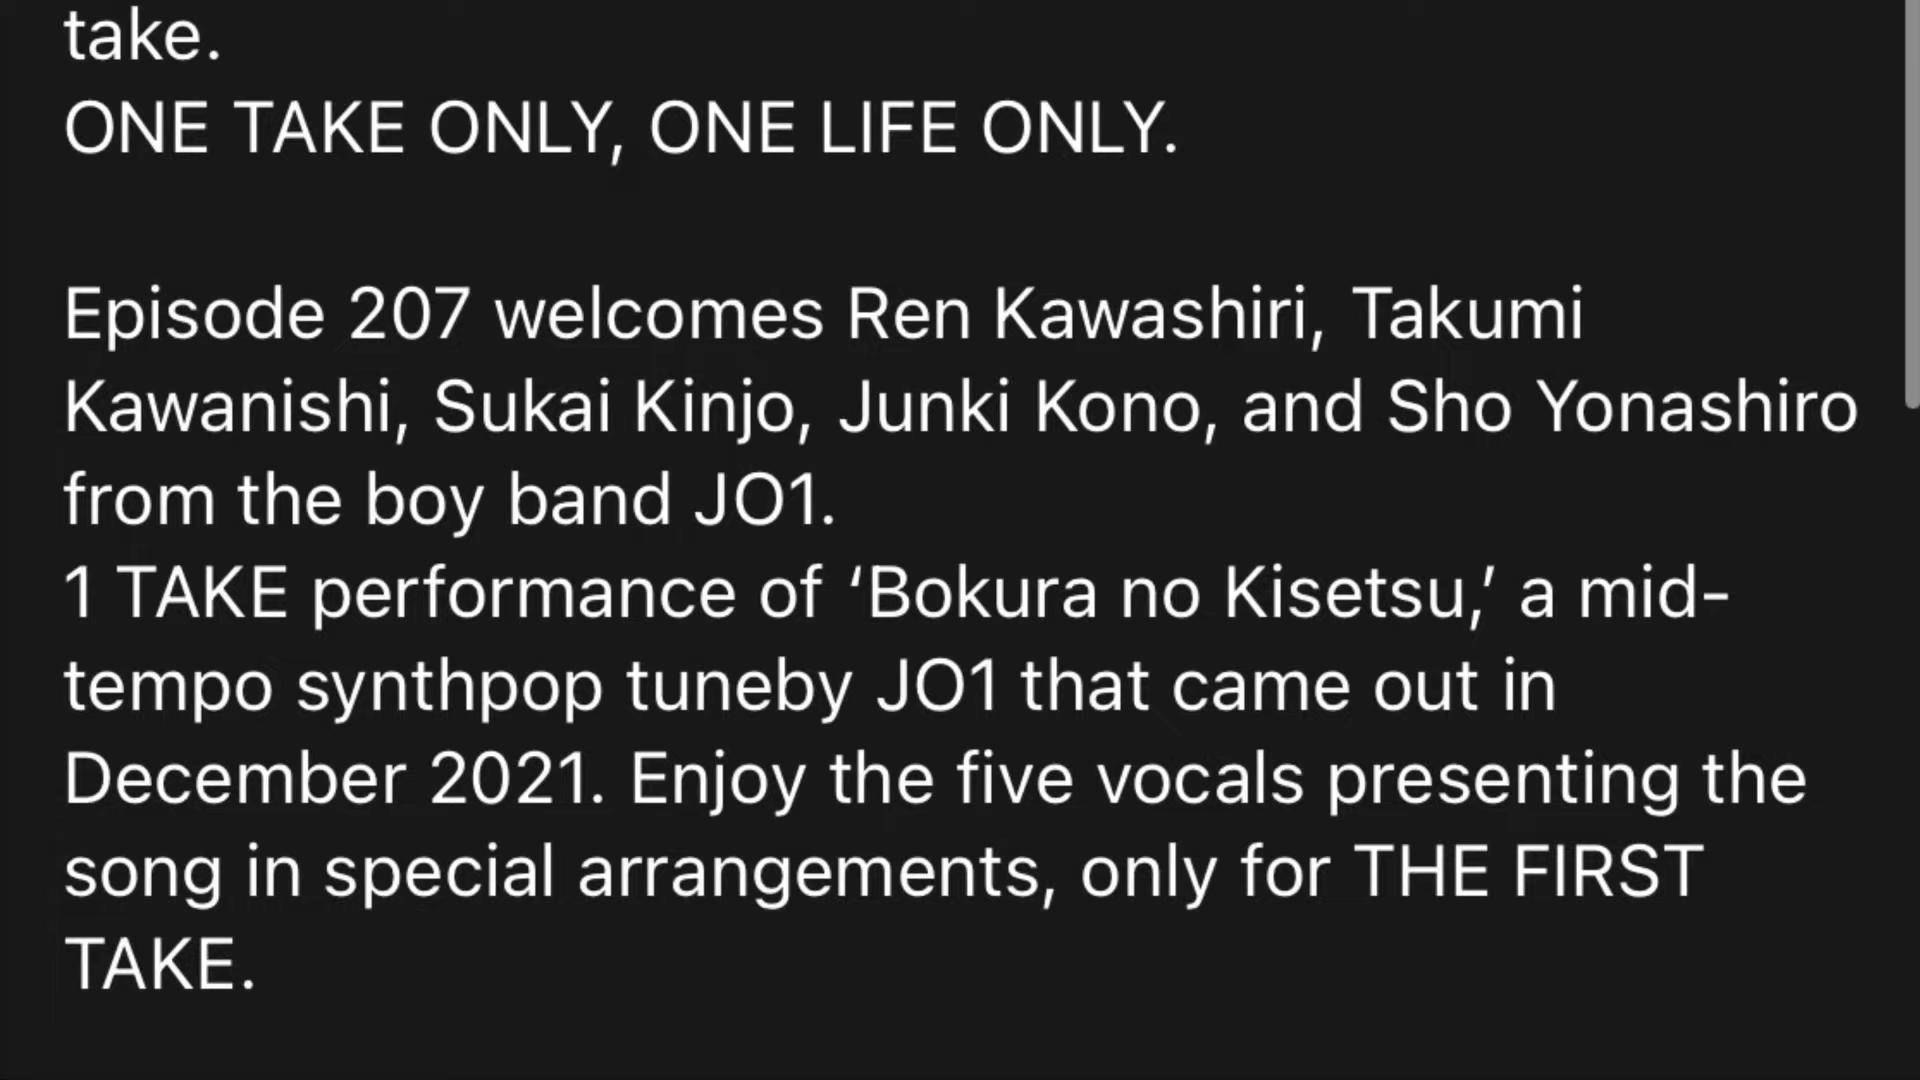 take.
ONE TAKE ONLY, ONE LIFE ONLY.
Episode 207 welcomes Ren Kawashiri, Takumi
Kawanishi, Sukai Kinjo, Junki Kono, and Sho Yonashiro
from the boy band JO1.
1 TAKE performance of ‘Bokura no Kisetsu,’ a mid-
tempo synthpop tuneby JO1 that came out in
December 2021. Enjoy the five vocals presenting the
song in special arrangements, only for THE FIRST
TAKE.